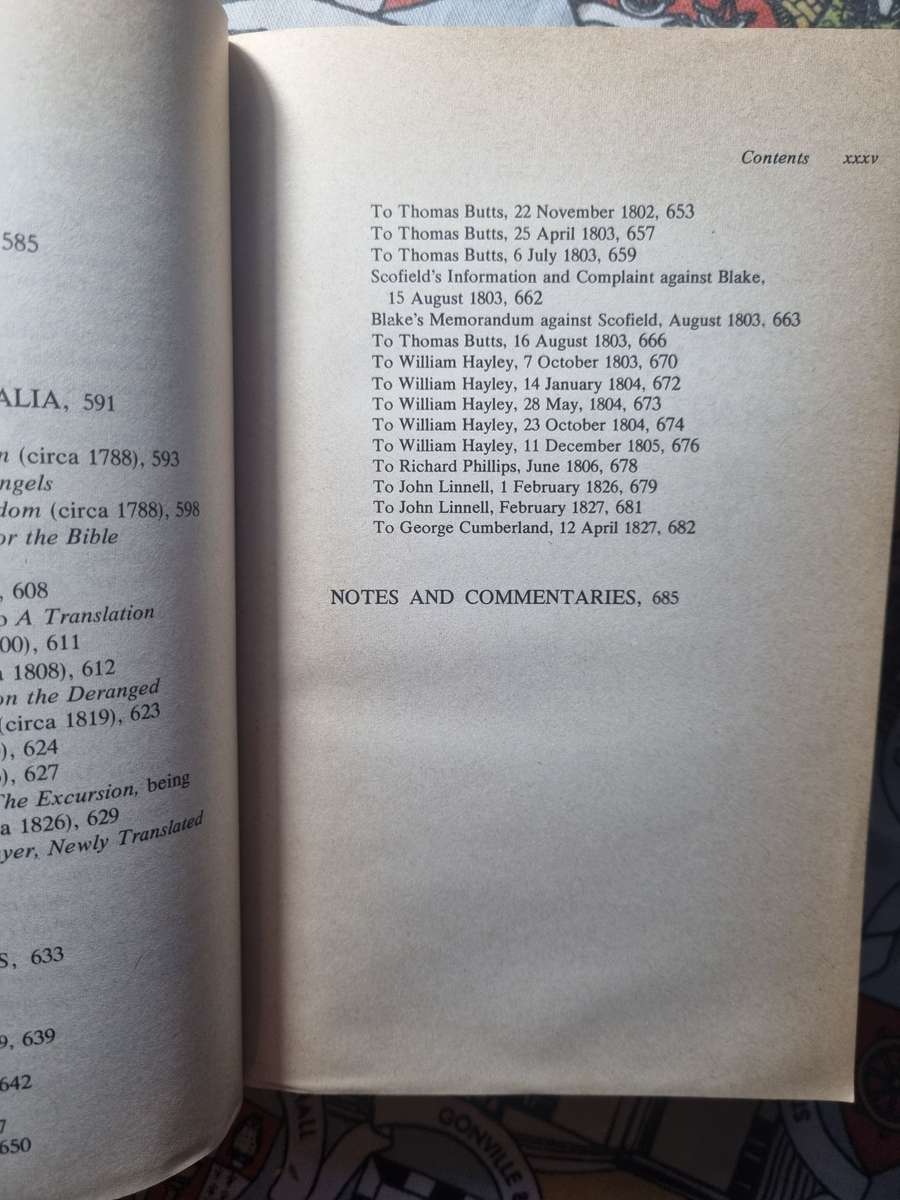 585
ALIA, 591
(circa 1788), 593
ngels
dom (circa 1788), 598
or the Bible
, 608
o A Translation
00), 611
1808), 612
on the Deranged
(circa 1819), 623
), 624
), 627
The Excursion, being
a 1826), 629
yer, Newly Translated
S, 633
9, 639
642
7
650
Contents xxxv
To Thomas Butts, 22 November 1802, 653
To Thomas Butts, 25 April 1803, 657
To Thomas Butts, 6 July 1803, 659
Scofield's Information and Complaint against Blake,
15 August 1803, 662
Blake's Memorandum against Scofield, August 1803, 663
To Thomas Butts, 16 August 1803, 666
To William Hayley, 7 October 1803, 670
To William Hayley, 14 January 1804, 672
To William Hayley, 28 May, 1804, 673
To William Hayley, 23 October 1804, 674
To William Hayley, 11 December 1805, 676
To Richard Phillips, June 1806, 678
To John Linnell, 1 February 1826, 679
To John Linnell, February 1827, 681
To George Cumberland, 12 April 1827, 682
NOTES AND COMMENTARIES, 685
GONVILLE &